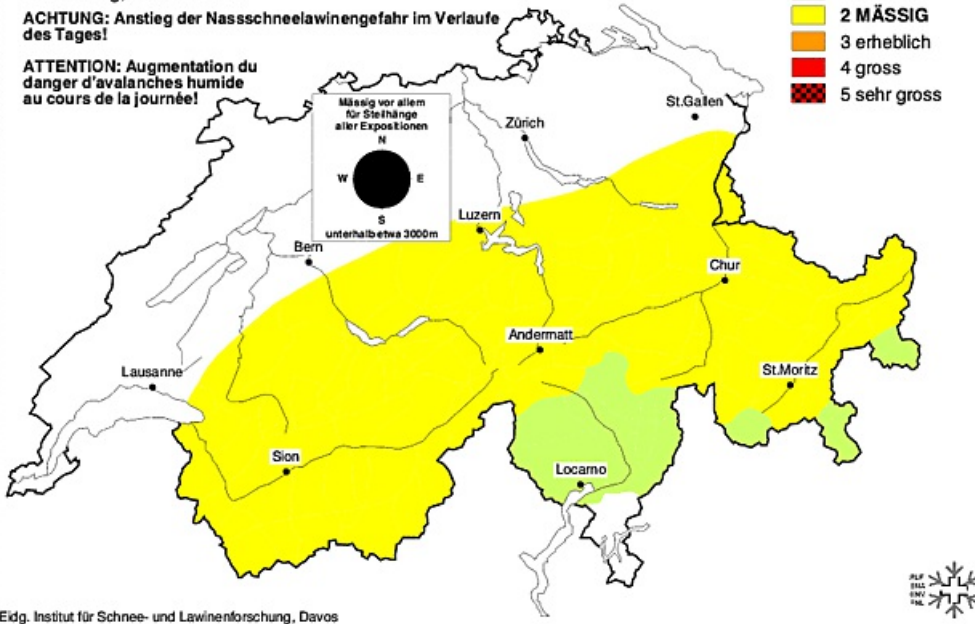 ACHTUNG: Anstieg der Nassschneelawinengefahr im Verlaufe
des Tages!
ATTENTION: Augmentation du
danger d'avalanches humide
au cours de la journée!
2 MÄSSIG
3 erheblich
4 gross
5 sehr gross
Mässig vor allem
für Steilhänge
aller Expositionen
N
W E
S
unterhalb etwa 3000m
St.Gallen
Zürich
Luzern
Bern
Chur
Andermatt
Lausanne
St.Moritz
Sion
Locarno
SLF
ENA
Eidg. Institut für Schnee- und Lawinenforschung, Davos